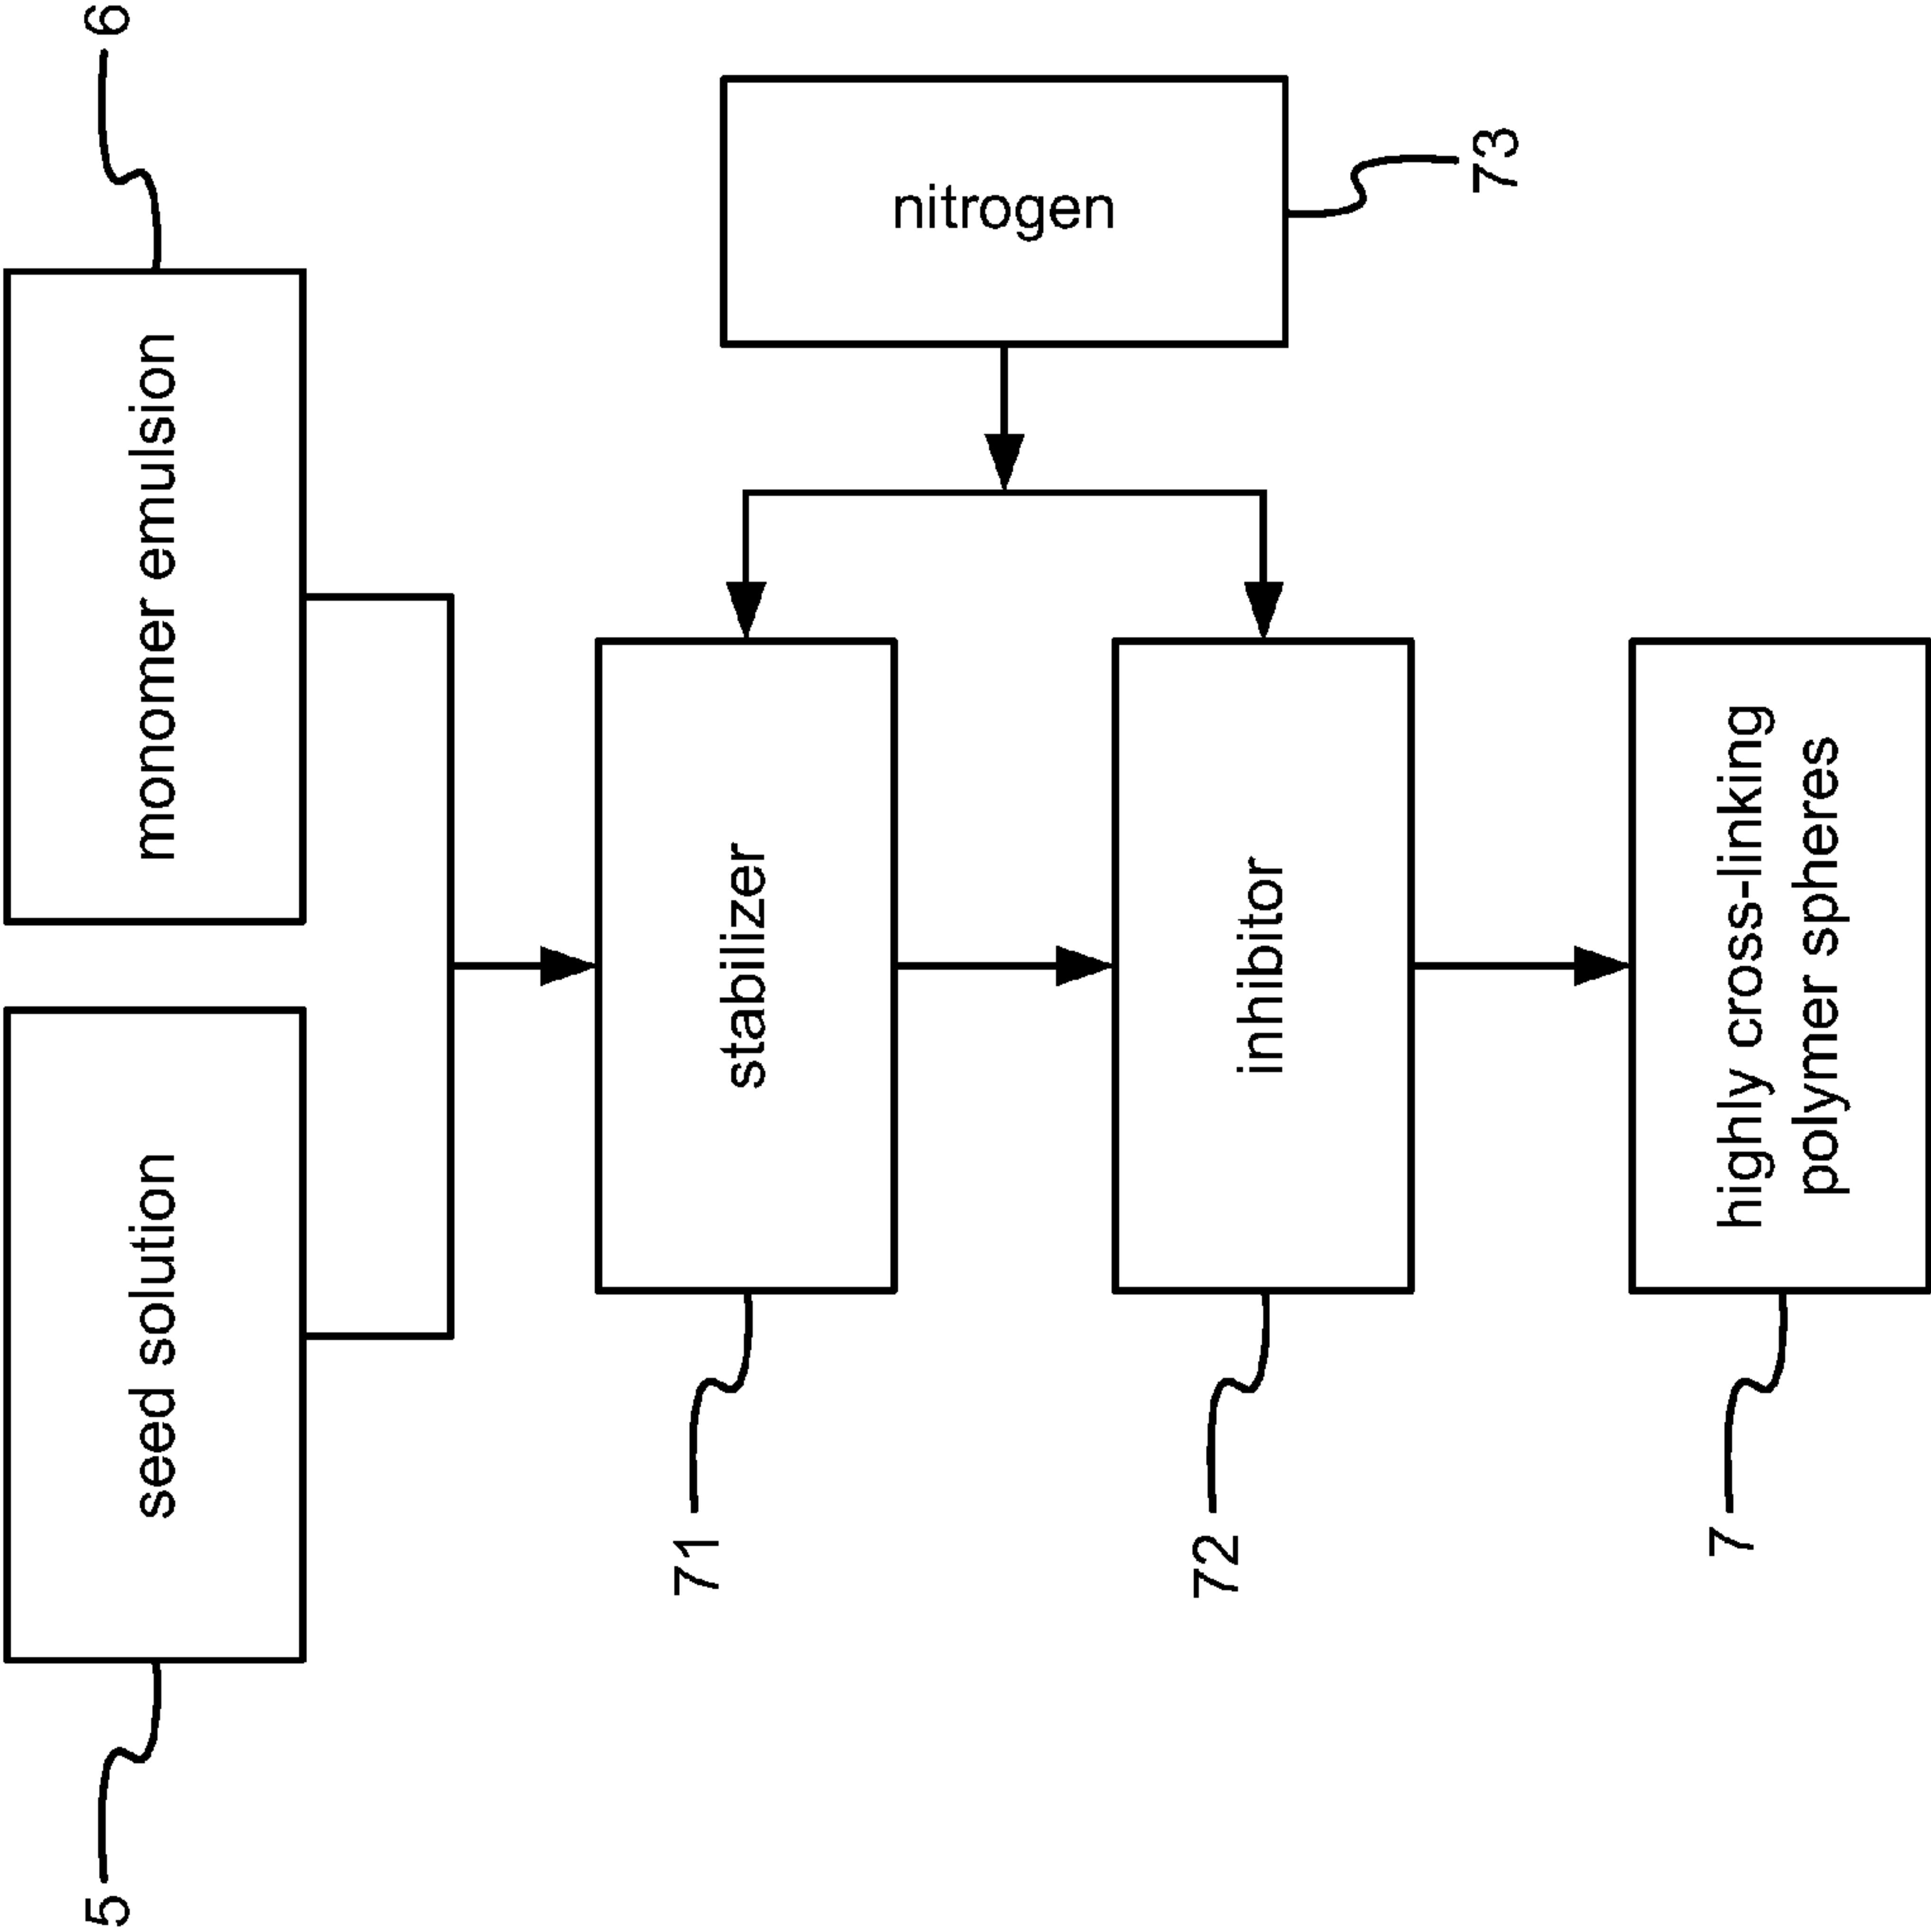 5
seed solution
monomer emulsion
6
71
stabilizer
nitrogen
73
72
inhibitor
7
highly cross-linking
polymer spheres